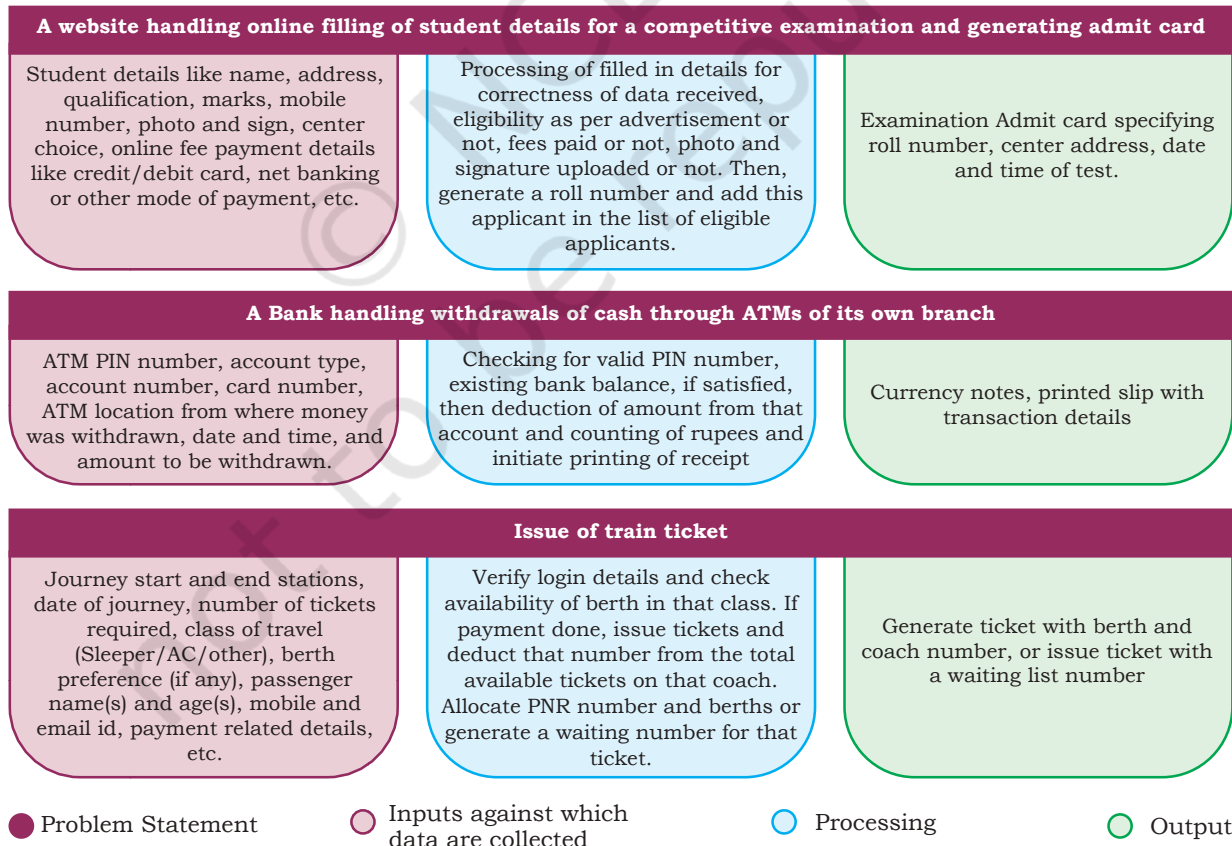 A website handling online filling of student details for a competitive examination and generating admit card
Student details like name, address,
qualification, marks, mobile
number, photo and sign, center
choice, online fee payment details
like credit/debit card, net banking
or other mode of payment, etc.
Processing of filled in details for
correctness of data received,
eligibility as per advertisement or
not, fees paid or not, photo and
signature uploaded or not. Then,
generate a roll number and add this
applicant in the list of eligible
applicants.
Examination Admit card specifying
roll number, center address, date
and time of test.
A Bank handling withdrawals of cash through ATMs of its own branch
ATM PIN number, account type,
account number, card number,
ATM location from where money
was withdrawn, date and time, and
amount to be withdrawn.
Checking for valid PIN number,
existing bank balance, if satisfied,
then deduction of amount from that
account and counting of rupees and
initiate printing of receipt
Currency notes, printed slip with
transaction details
Issue of train ticket
Journey start and end stations,
date of journey, number of tickets
required, class of travel
(Sleeper/AC/other), berth
preference (if any), passenger
name(s) and age(s), mobile and
email id, payment related details,
etc.
Verify login details and check
availability of berth in that class. If
payment done, issue tickets and
deduct that number from the total
available tickets on that coach.
Allocate PNR number and berths or
generate a waiting number for that
ticket.
Generate ticket with berth and
coach number, or issue ticket with
a waiting list number
Problem Statement
Inputs against which
data are collected
Processing
Output
not to be repu
© NC